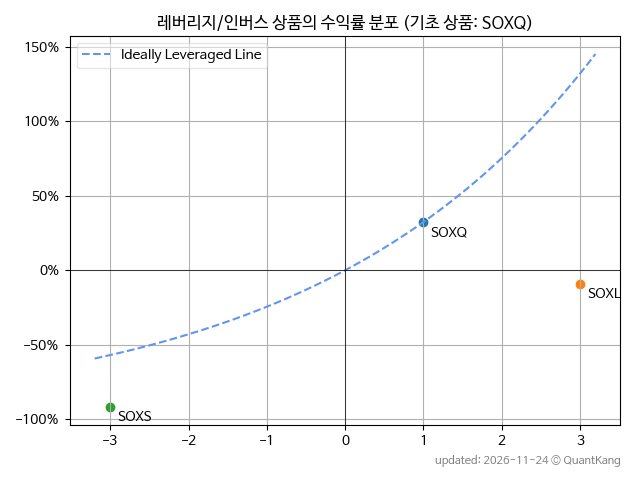 레버리지/인버스 상품의 수익률 분포 (기초 상품: SOXQ)
Ideally Leveraged Line
150%
100%
50%
0%
-50%
-100%
SOXQ
SOXL
SOXS
-3
-2
-1
0
1
2
3
updated: 2026-11-24 © QuantKang